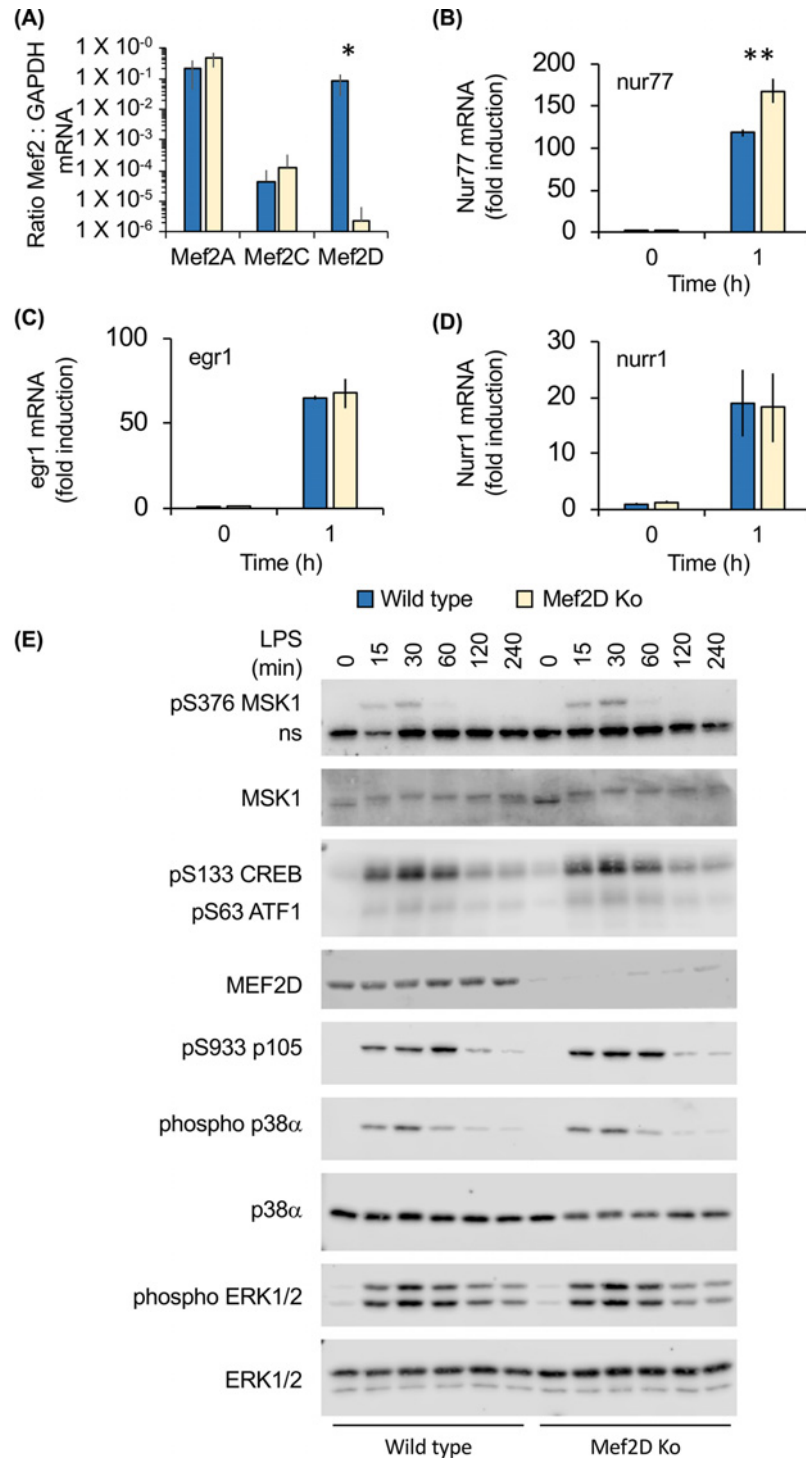 (A)
Ratio Mef2 : GAPDH
mRNA
1 X 10⁻⁰
1 X 10⁻¹
1 X 10⁻²
1 X 10⁻³
1 X 10⁻⁴
1 X 10⁻⁵
1 X 10⁻⁶
*
Mef2A Mef2C Mef2D
(B)
Nur77 mRNA
(fold induction)
200
150
100
50
0
nur77
**
0 1
Time (h)
(C)
egr1 mRNA
(fold induction)
100
50
0
egr1
0 1
Time (h)
(D)
Nurr1 mRNA
(fold induction)
30
20
10
0
nurr1
0 1
Time (h)
Wild type Mef2D Ko
(E)
LPS
(min)
0 15 30 60 120 240 0 15 30 60 120 240
pS376 MSK1
ns
MSK1
pS133 CREB
pS63 ATF1
MEF2D
pS933 p105
phospho p38α
p38α
phospho ERK1/2
ERK1/2
Wild type Mef2D Ko